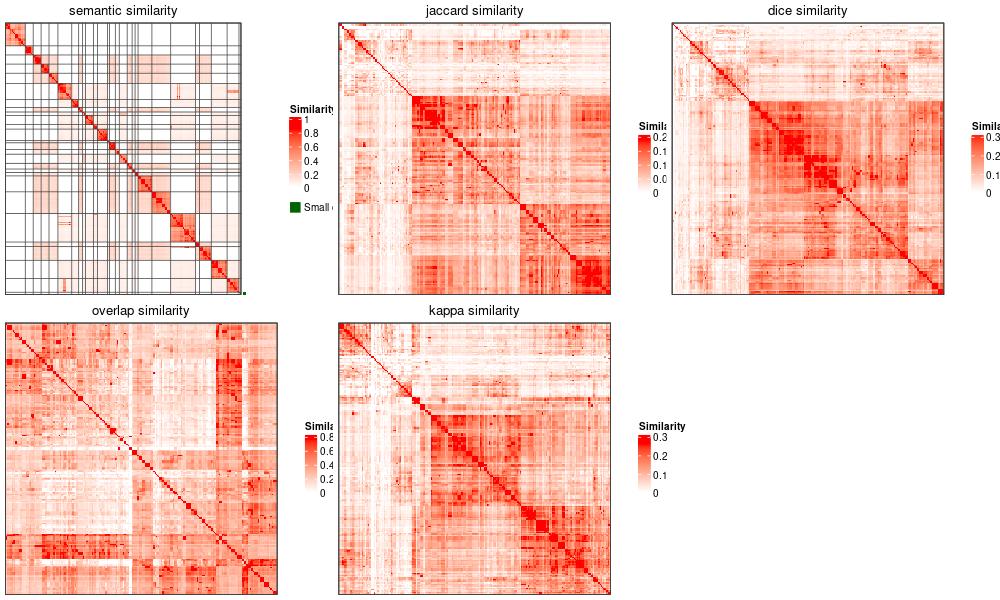 semantic similarity
Similarity
1
0.8
0.6
0.4
0.2
0
Small
jaccard similarity
Simila
0.2
0.1
0.1
0.0
0
dice similarity
Simila
0.3
0.2
0.1
0
overlap similarity
Simila
0.8
0.6
0.4
0.2
0
kappa similarity
Similarity
0.3
0.2
0.1
0